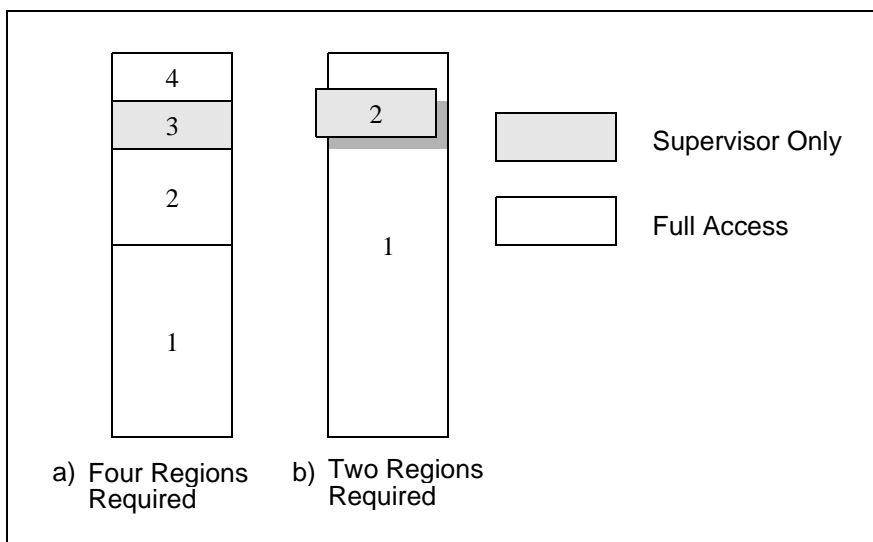 4
3
2
1
2
1
Supervisor Only
Full Access
a) Four Regions
Required
b) Two Regions
Required